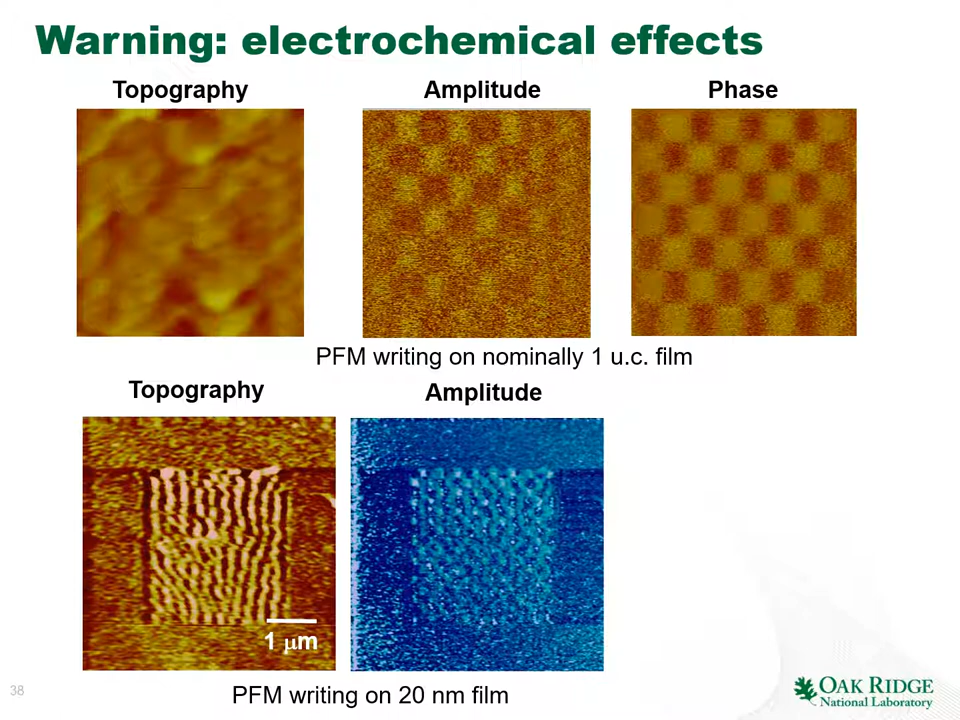 Warning: electrochemical effects
Topography
Amplitude
Phase
PFM writing on nominally 1 u.c. film
Topography
Amplitude
1 μm
PFM writing on 20 nm film
38
OAK RIDGE
National Laboratory